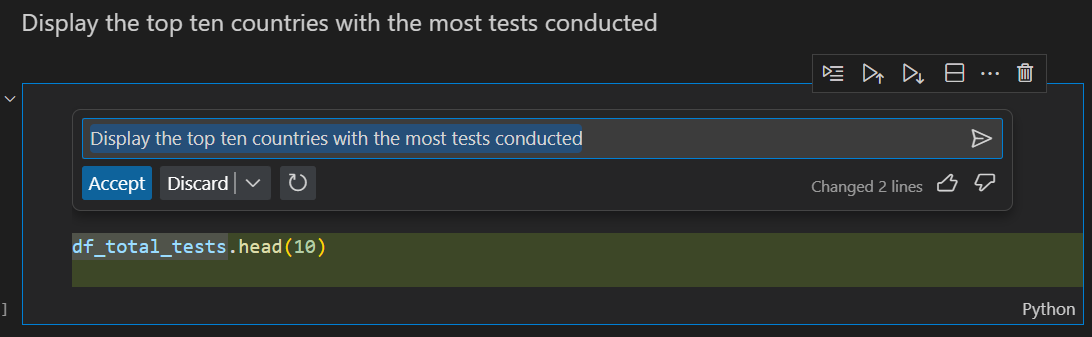 Display the top ten countries with the most tests conducted
Display the top ten countries with the most tests conducted
Accept Discard Changed 2 lines
df_total_tests.head(10)
] Python